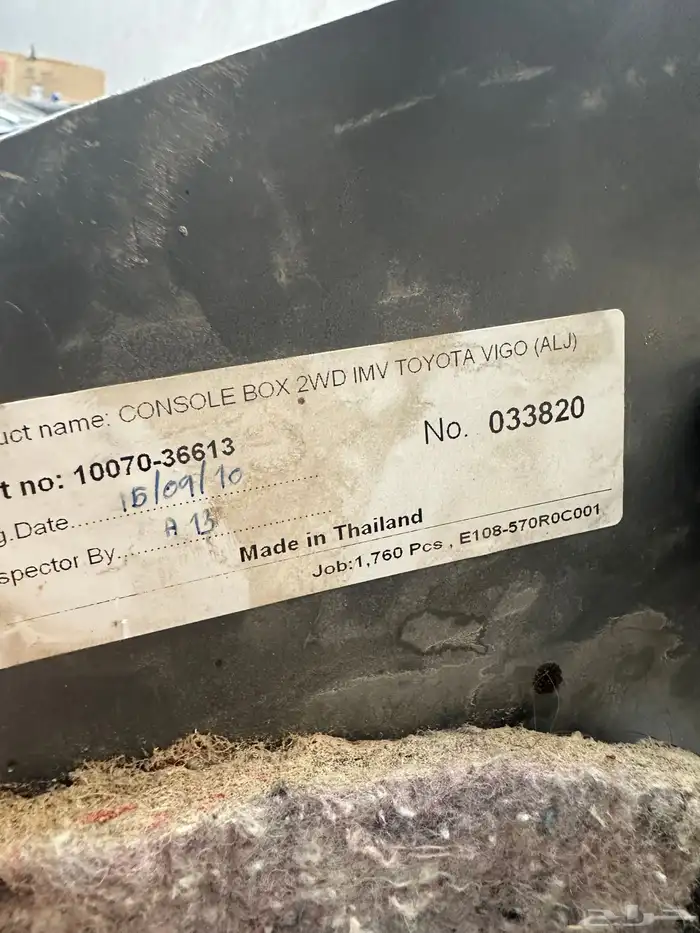 uct name: CONSOLE BOX 2WD IMV TOYOTA VIGO (ALJ)
t no: 10070-36613
No. 033820
g.Date 15/09/10
spector By A 13
Made in Thailand
Job:1,760 Pcs , E108-570R0C001
حراج